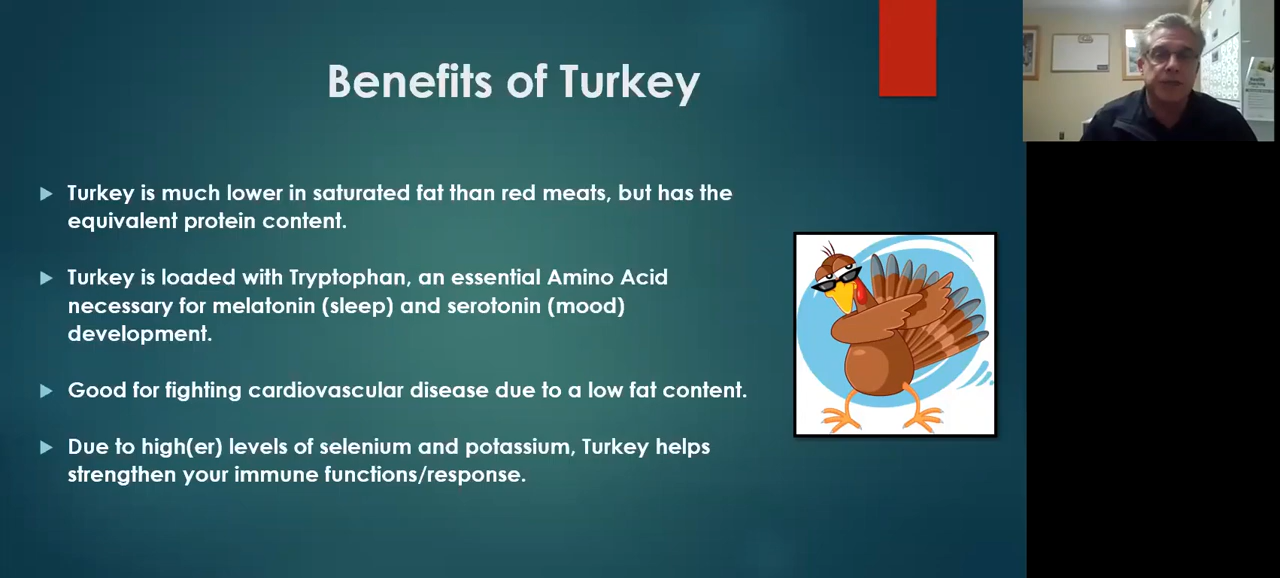 Benefits of Turkey
Turkey is much lower in saturated fat than red meats, but has the
equivalent protein content.
Turkey is loaded with Tryptophan, an essential Amino Acid
necessary for melatonin (sleep) and serotonin (mood)
development.
Good for fighting cardiovascular disease due to a low fat content.
Due to high(er) levels of selenium and potassium, Turkey helps
strengthen your immune functions/response.